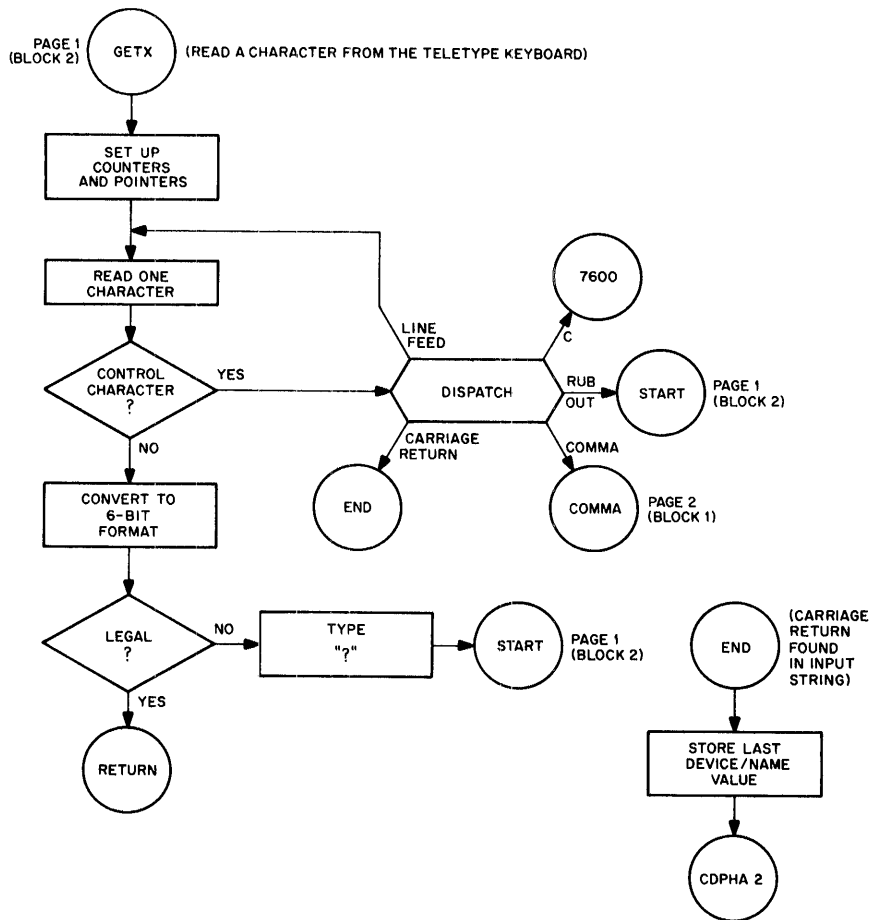 PAGE 1
(BLOCK 2)
GETX
(READ A CHARACTER FROM THE TELETYPE KEYBOARD)
SET UP
COUNTERS
AND POINTERS
READ ONE
CHARACTER
CONTROL
CHARACTER
?
YES
NO
LINE
FEED
DISPATCH
C
7600
RUB
OUT
START
PAGE 1
(BLOCK 2)
CARRIAGE
RETURN
END
COMMA
COMMA
PAGE 2
(BLOCK 1)
CONVERT TO
6-BIT
FORMAT
LEGAL
?
NO
TYPE
"?"
START
PAGE 1
(BLOCK 2)
YES
RETURN
END
(CARRIAGE
RETURN
FOUND
IN INPUT
STRING)
STORE LAST
DEVICE/NAME
VALUE
CDPHA 2